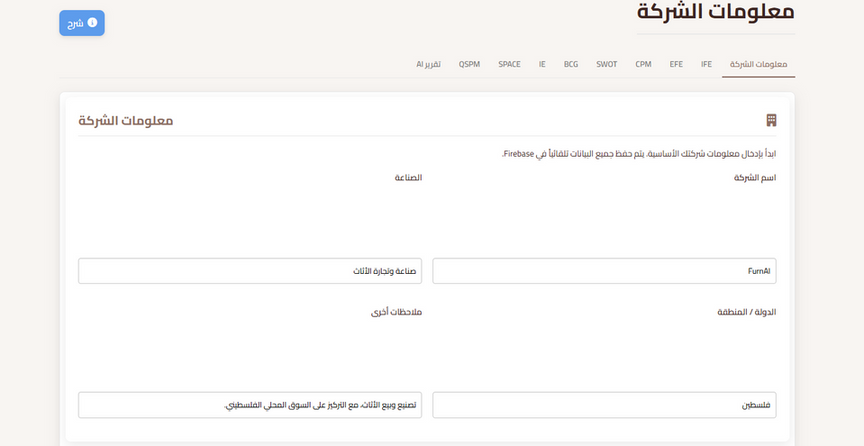 معلومات الشركة
شرح
معلومات الشركة IFE EFE CPM SWOT BCG IE SPACE QSPM تقرير AI
معلومات الشركة
ابدأ بإدخال معلومات شركتك الأساسية. يتم حفظ جميع البيانات تلقائياً في Firebase.
اسم الشركة
الصناعة
FurnAI
صناعة وتجارة الأثاث
الدولة / المنطقة
ملاحظات أخرى
فلسطين
تصنيع وبيع الأثاث، مع التركيز على السوق المحلي الفلسطيني.